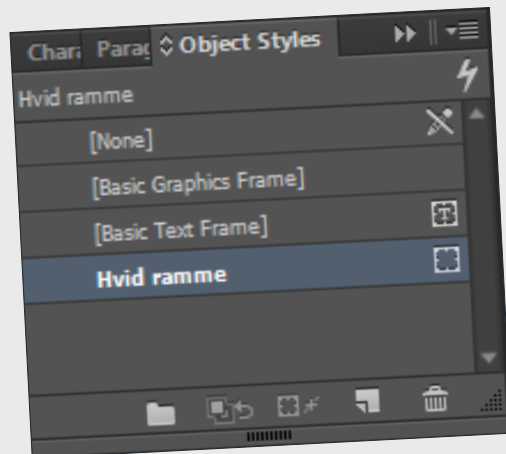 Chara Parag Object Styles
Hvid ramme
[None]
[Basic Graphics Frame]
[Basic Text Frame]
Hvid ramme